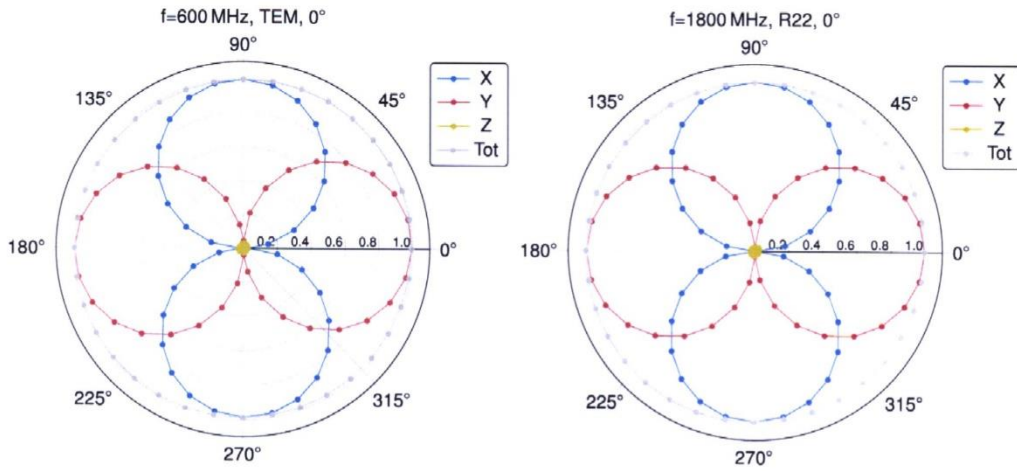 f=600 MHz, TEM, 0°
90°
135°
45°
180°
0.2 0.4 0.6 0.8 1.0
0°
225°
315°
270°
X
Y
Z
Tot
f=1800 MHz, R22, 0°
90°
135°
45°
180°
0.2 0.4 0.6 0.8 1.0
0°
225°
315°
270°
X
Y
Z
Tot